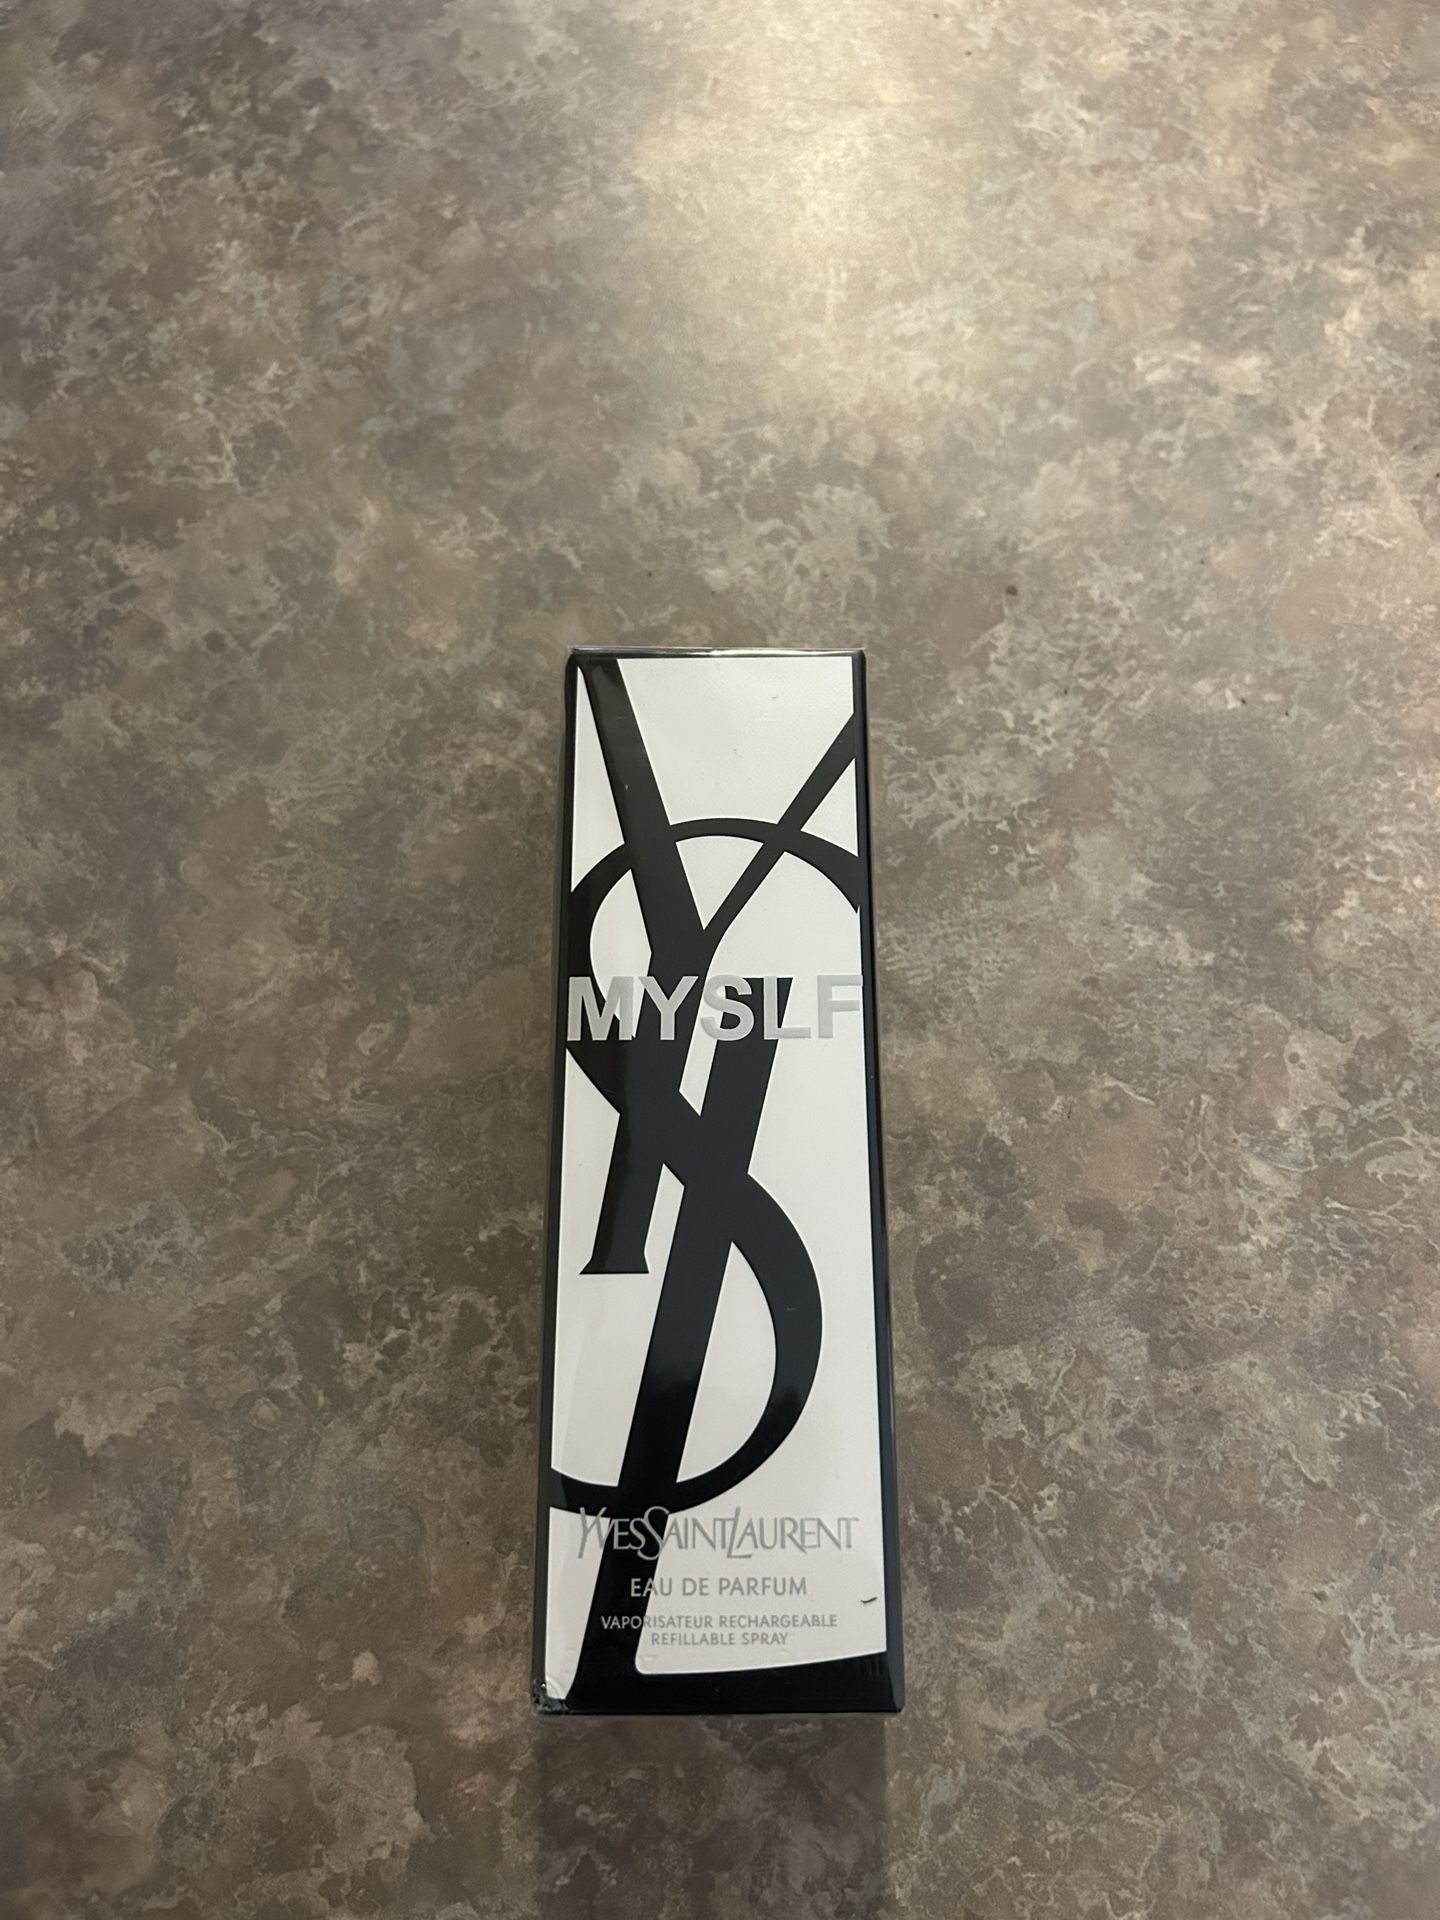 MYSLF
YVESSAINTLAURENT
EAU DE PARFUM
VAPORISATEUR RECHARGEABLE
REFILLABLE SPRAY